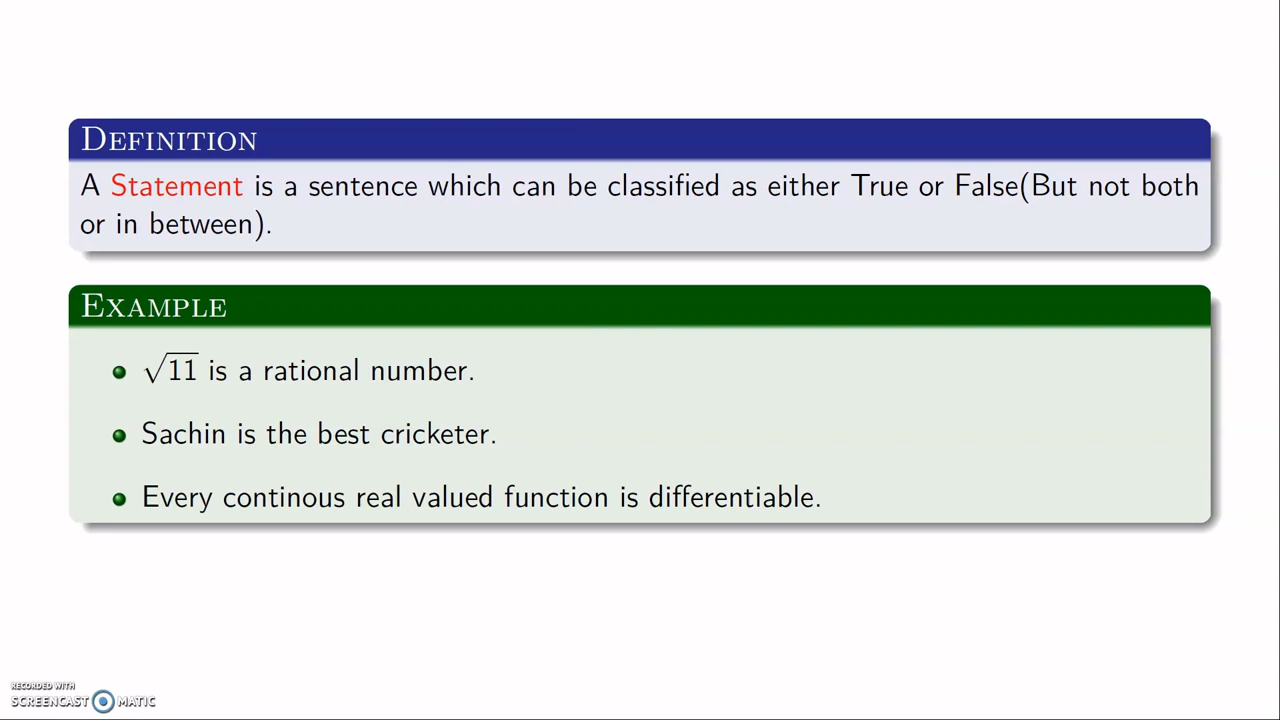 DEFINITION
A Statement is a sentence which can be classified as either True or False(But not both
or in between).
EXAMPLE
√11 is a rational number.
Sachin is the best cricketer.
Every continous real valued function is differentiable.
RECORDED WITH
SCREENCAST MATIC